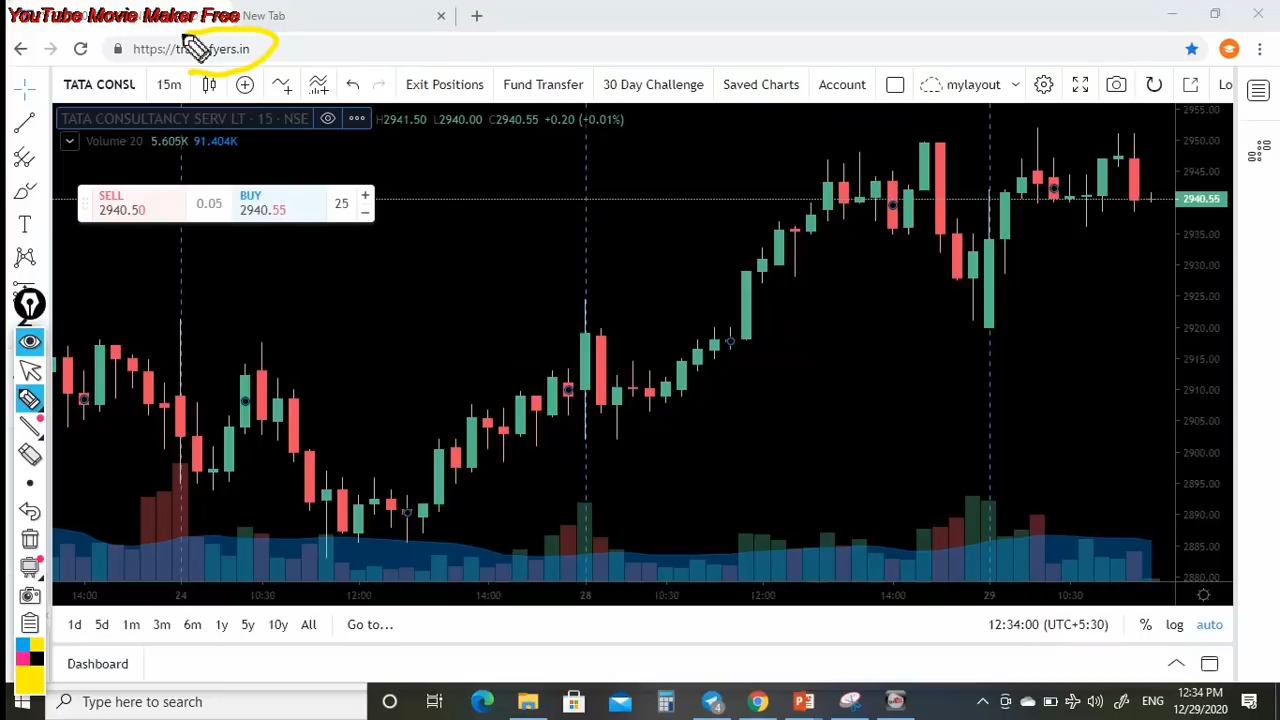 YouTube Movie Maker Free
New Tab
fyers.in
TATA CONSUL
15m
Exit Positions
Fund Transfer
30 Day Challenge
Saved Charts
Account
mylayout
Lo
TATA CONSULTANCY SERV LT · 15 · NSE
H2941.50 L2940.00 C2940.55 +0.20 (+0.01%)
Volume 20 5.605K 91.404K
SELL
2940.50
0.05
BUY
2940.55
25
2955.00
2950.00
2945.00
2940.55
2935.00
2930.00
2925.00
2920.00
2915.00
2910.00
2905.00
2900.00
2895.00
2890.00
2885.00
2880.00
14:00 24 10:30 12:00 14:00 28 10:30 12:00 14:00 29 10:30
1d 5d 1m 3m 6m 1y 5y 10y All Go to...
12:34:00 (UTC+5:30) % log auto
Dashboard
Type here to search
ENG
12:34 PM
12/29/2020